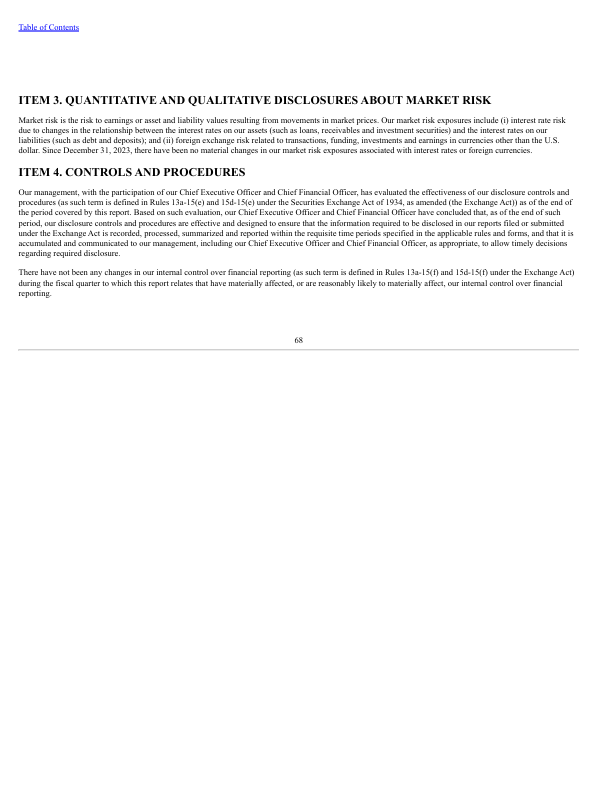 Table of Contents
ITEM 3. QUANTITATIVE AND QUALITATIVE DISCLOSURES ABOUT MARKET RISK
Market risk is the risk to earnings or asset and liability values resulting from movements in market prices. Our market risk exposures include (i) interest rate risk
due to changes in the relationship between the interest rates on our assets (such as loans, receivables and investment securities) and the interest rates on our
liabilities (such as debt and deposits); and (ii) foreign exchange risk related to transactions, funding, investments and earnings in currencies other than the U.S.
dollar. Since December 31, 2023, there have been no material changes in our market risk exposures associated with interest rates or foreign currencies.
ITEM 4. CONTROLS AND PROCEDURES
Our management, with the participation of our Chief Executive Officer and Chief Financial Officer, has evaluated the effectiveness of our disclosure controls and
procedures (as such term is defined in Rules 13a-15(e) and 15d-15(e) under the Securities Exchange Act of 1934, as amended (the Exchange Act)) as of the end of
the period covered by this report. Based on such evaluation, our Chief Executive Officer and Chief Financial Officer have concluded that, as of the end of such
period, our disclosure controls and procedures are effective and designed to ensure that the information required to be disclosed in our reports filed or submitted
under the Exchange Act is recorded, processed, summarized and reported within the requisite time periods specified in the applicable rules and forms, and that it is
accumulated and communicated to our management, including our Chief Executive Officer and Chief Financial Officer, as appropriate, to allow timely decisions
regarding required disclosure.
There have not been any changes in our internal control over financial reporting (as such term is defined in Rules 13a-15(f) and 15d-15(f) under the Exchange Act)
during the fiscal quarter to which this report relates that have materially affected, or are reasonably likely to materially affect, our internal control over financial
reporting.
68